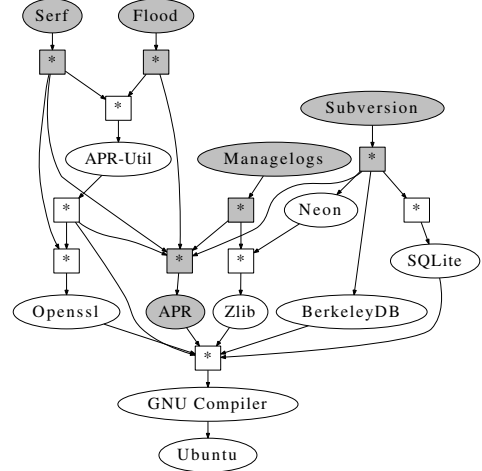 Serf
Flood
*
*
*
Subversion
APR-Util
Managelogs
*
*
*
Neon
*
*
*
*
SQLite
Openssl
APR
Zlib
BerkeleyDB
*
GNU Compiler
Ubuntu